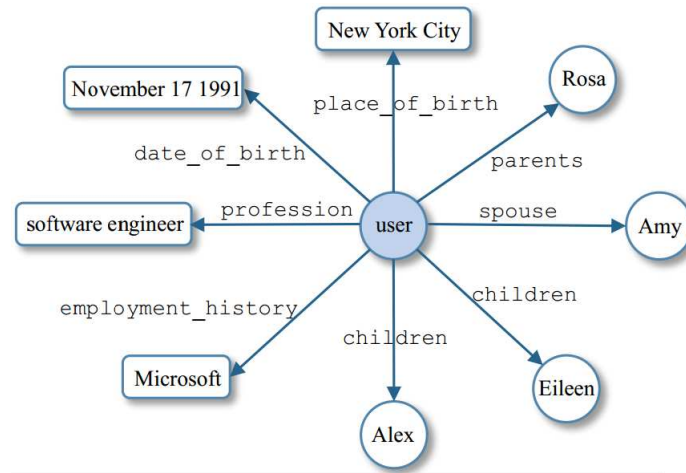 New York City
November 17 1991
Rosa
place_of_birth
date_of_birth
parents
software engineer
profession
user
spouse
Amy
employment_history
children
children
Microsoft
Eileen
Alex